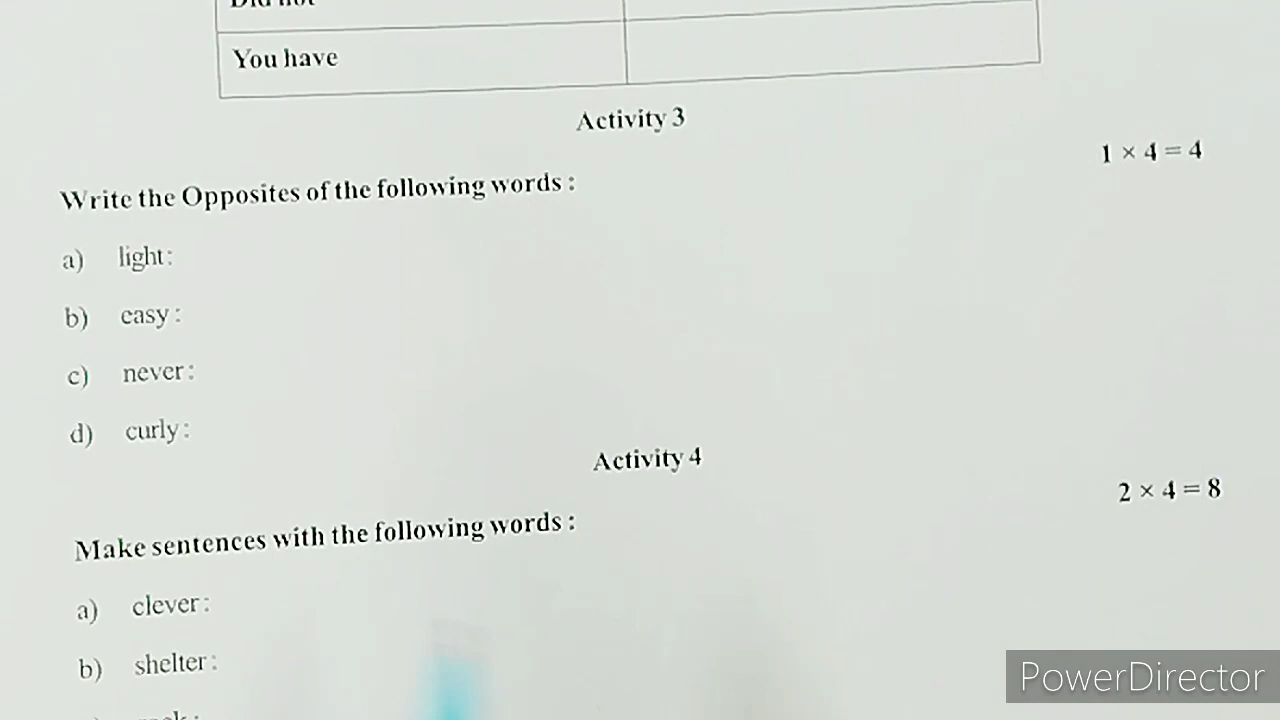 You have
Activity 3
1 × 4 = 4
Write the Opposites of the following words :
a) light:
b) easy :
c) never:
d) curly:
Activity 4
2 × 4 = 8
Make sentences with the following words :
a) clever:
b) shelter:
PowerDirector